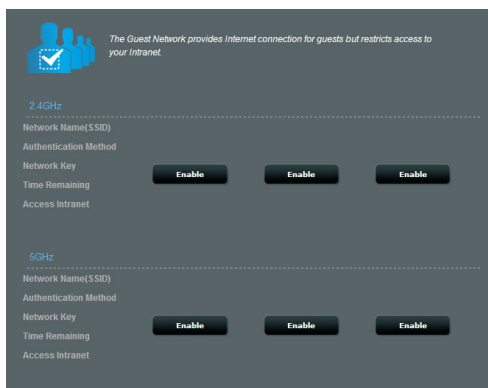 The Guest Network provides Internet connection for guests but restricts access to
your Intranet.
2.4GHz
Network Name(SSID)
Authentication Method
Network Key
Enable Enable Enable
Time Remaining
Access Intranet
5GHz
Network Name(SSID)
Authentication Method
Network Key
Enable Enable Enable
Time Remaining
Access Intranet